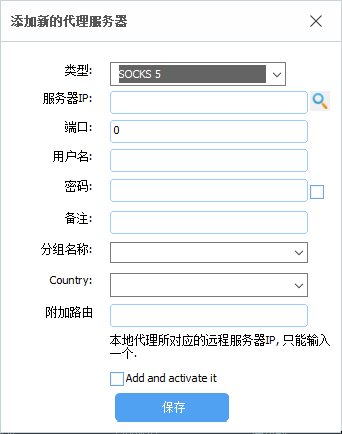 添加新的代理服务器
类型: SOCKS 5
服务器IP:
端口: 0
用户名:
密码:
备注:
分组名称:
Country:
附加路由
本地代理所对应的远程服务器IP, 只能输入
一个.
Add and activate it
保存